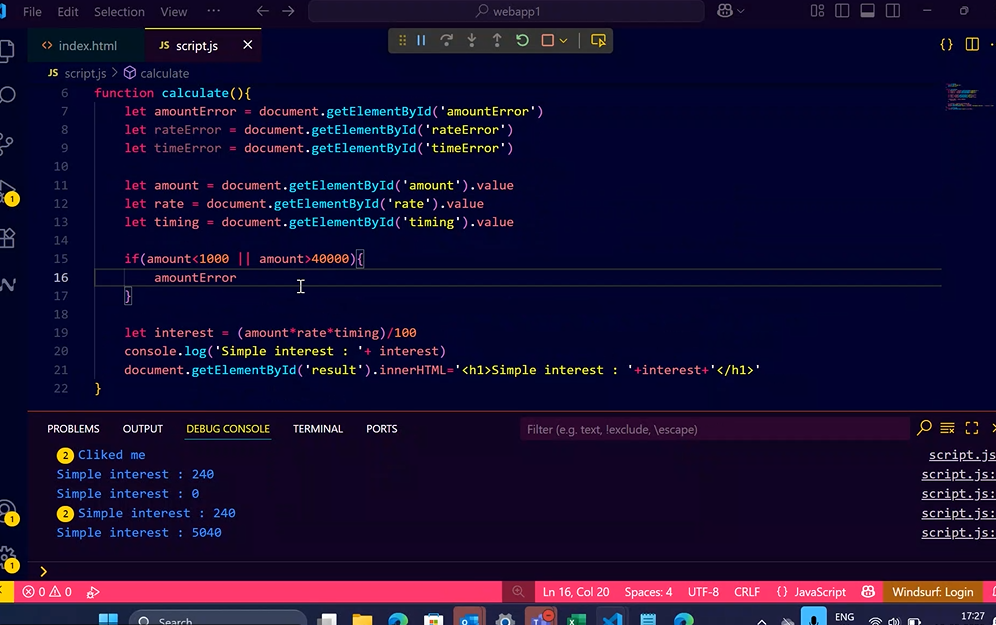 File Edit Selection View ··· webapp1
<> index.html JS script.js
JS script.js > calculate
6 function calculate(){
7 let amountError = document.getElementById('amountError')
8 let rateError = document.getElementById('rateError')
9 let timeError = document.getElementById('timeError')
10
11 let amount = document.getElementById('amount').value
12 let rate = document.getElementById('rate').value
13 let timing = document.getElementById('timing').value
14
15 if(amount<1000 || amount>40000){
16 amountError
17 }
18
19 let interest = (amount*rate*timing)/100
20 console.log('Simple interest : '+ interest)
21 document.getElementById('result').innerHTML='<h1>Simple interest : '+interest+'</h1>'
22 }
PROBLEMS OUTPUT DEBUG CONSOLE TERMINAL PORTS Filter (e.g. text, !exclude, \escape)
2 Cliked me script.js
Simple interest : 240 script.js:
Simple interest : 0 script.js:
2 Simple interest : 240 script.js:
Simple interest : 5040 script.js:
1
1
1
>
0 0 Ln 16, Col 20 Spaces: 4 UTF-8 CRLF {} JavaScript Windsurf: Login
Search ENG 17:27